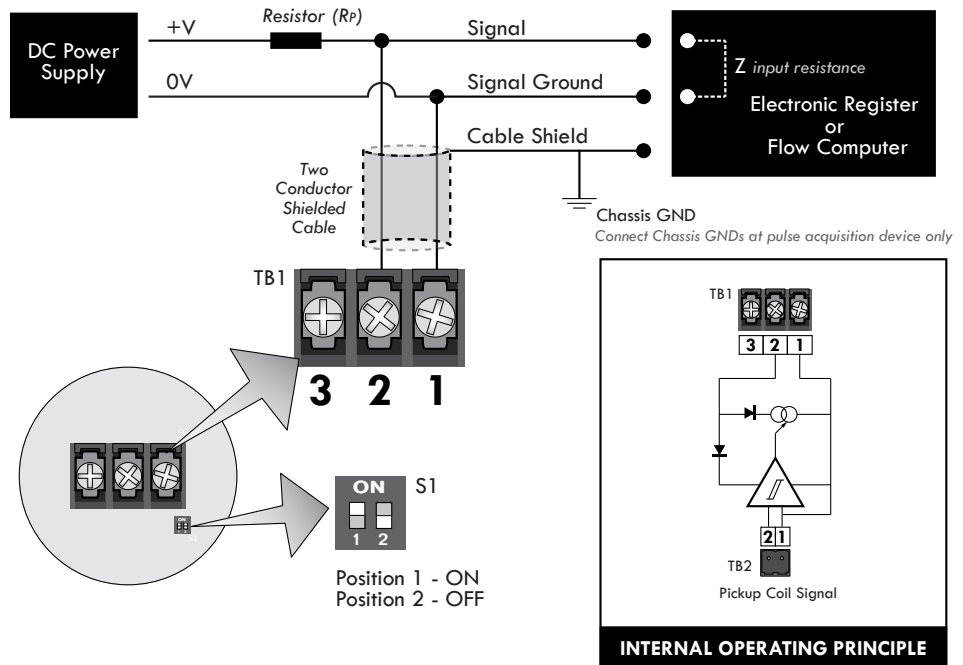 DC Power
Supply
+V
Resistor (RP)
Signal
0V
Signal Ground
Cable Shield
Z input resistance
Electronic Register
or
Flow Computer
Two
Conductor
Shielded
Cable
Chassis GND
Connect Chassis GNDs at pulse acquisition device only
TB1
3 2 1
ON
S1
1 2
Position 1 - ON
Position 2 - OFF
TB1
3 2 1
2 1
TB2
Pickup Coil Signal
INTERNAL OPERATING PRINCIPLE